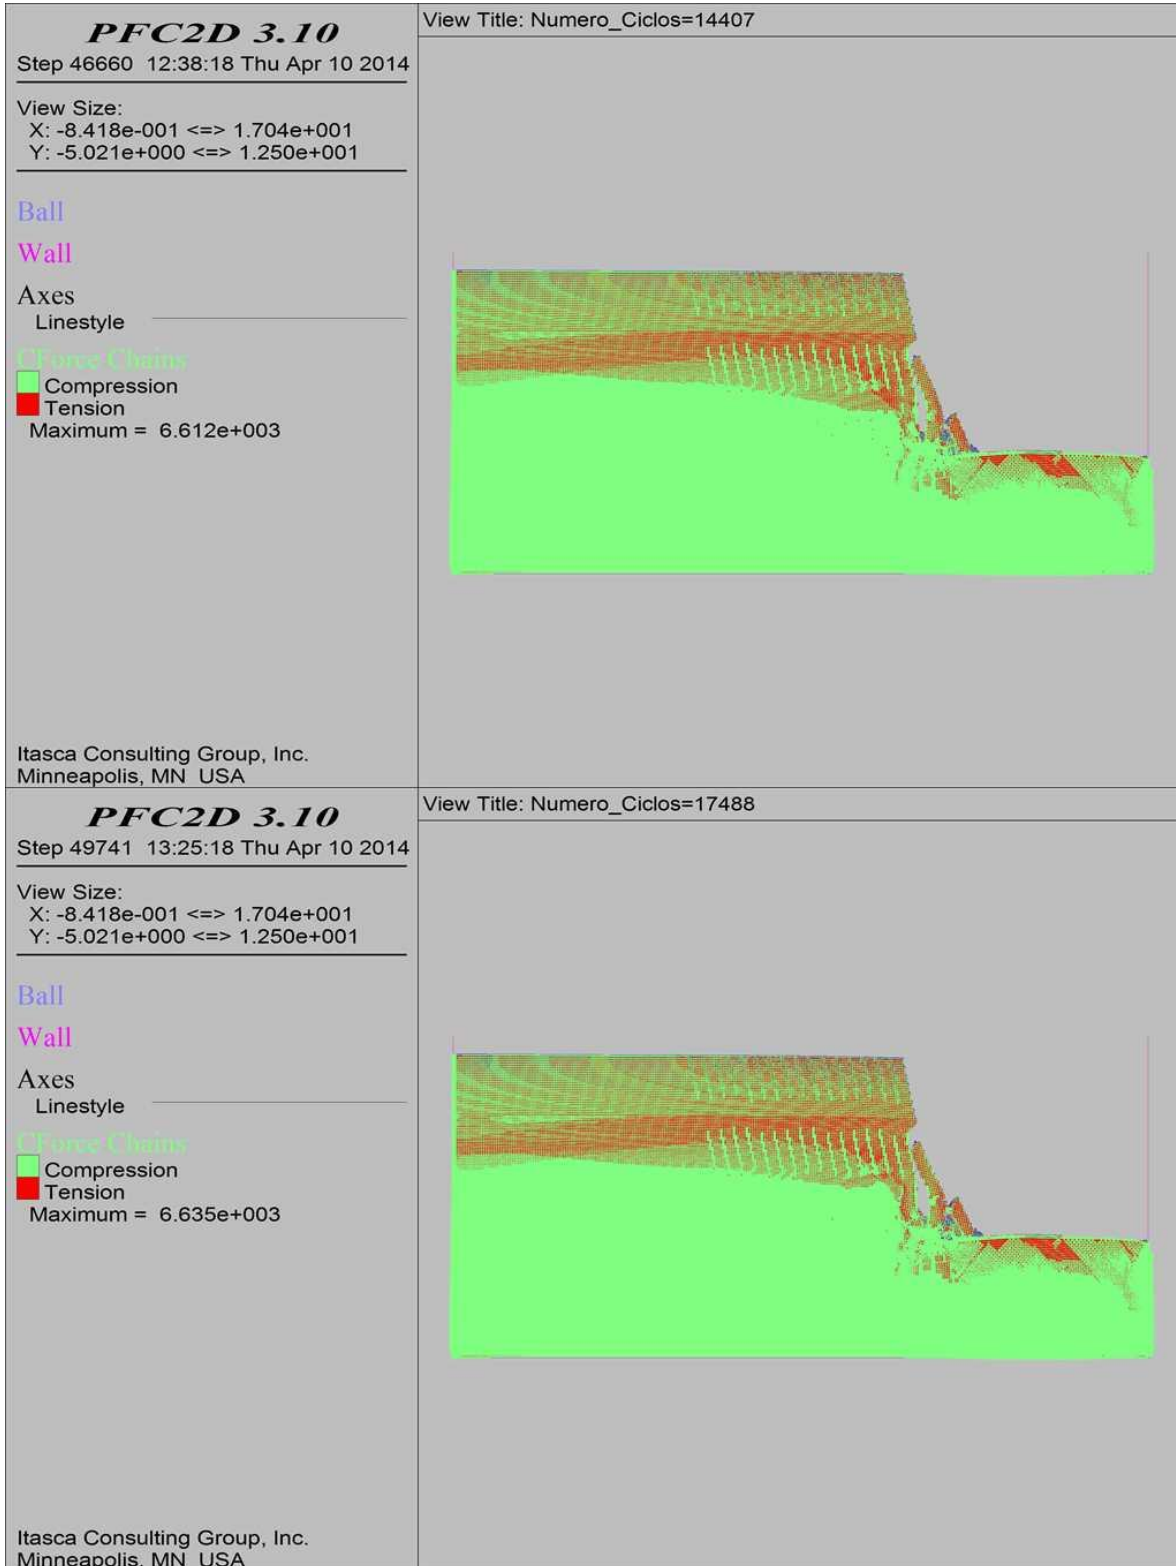 PFC2D 3.10
Step 46660  12:38:18 Thu Apr 10 2014
View Size:
X: -8.418e-001 <=> 1.704e+001
Y: -5.021e+000 <=> 1.250e+001
Ball
Wall
Axes
Linestyle
CForce Chains
Compression
Tension
Maximum =  6.612e+003
Itasca Consulting Group, Inc.
Minneapolis, MN  USA
View Title: Numero_Ciclos=14407
PFC2D 3.10
Step 49741  13:25:18 Thu Apr 10 2014
View Size:
X: -8.418e-001 <=> 1.704e+001
Y: -5.021e+000 <=> 1.250e+001
Ball
Wall
Axes
Linestyle
CForce Chains
Compression
Tension
Maximum =  6.635e+003
Itasca Consulting Group, Inc.
Minneapolis, MN  USA
View Title: Numero_Ciclos=17488